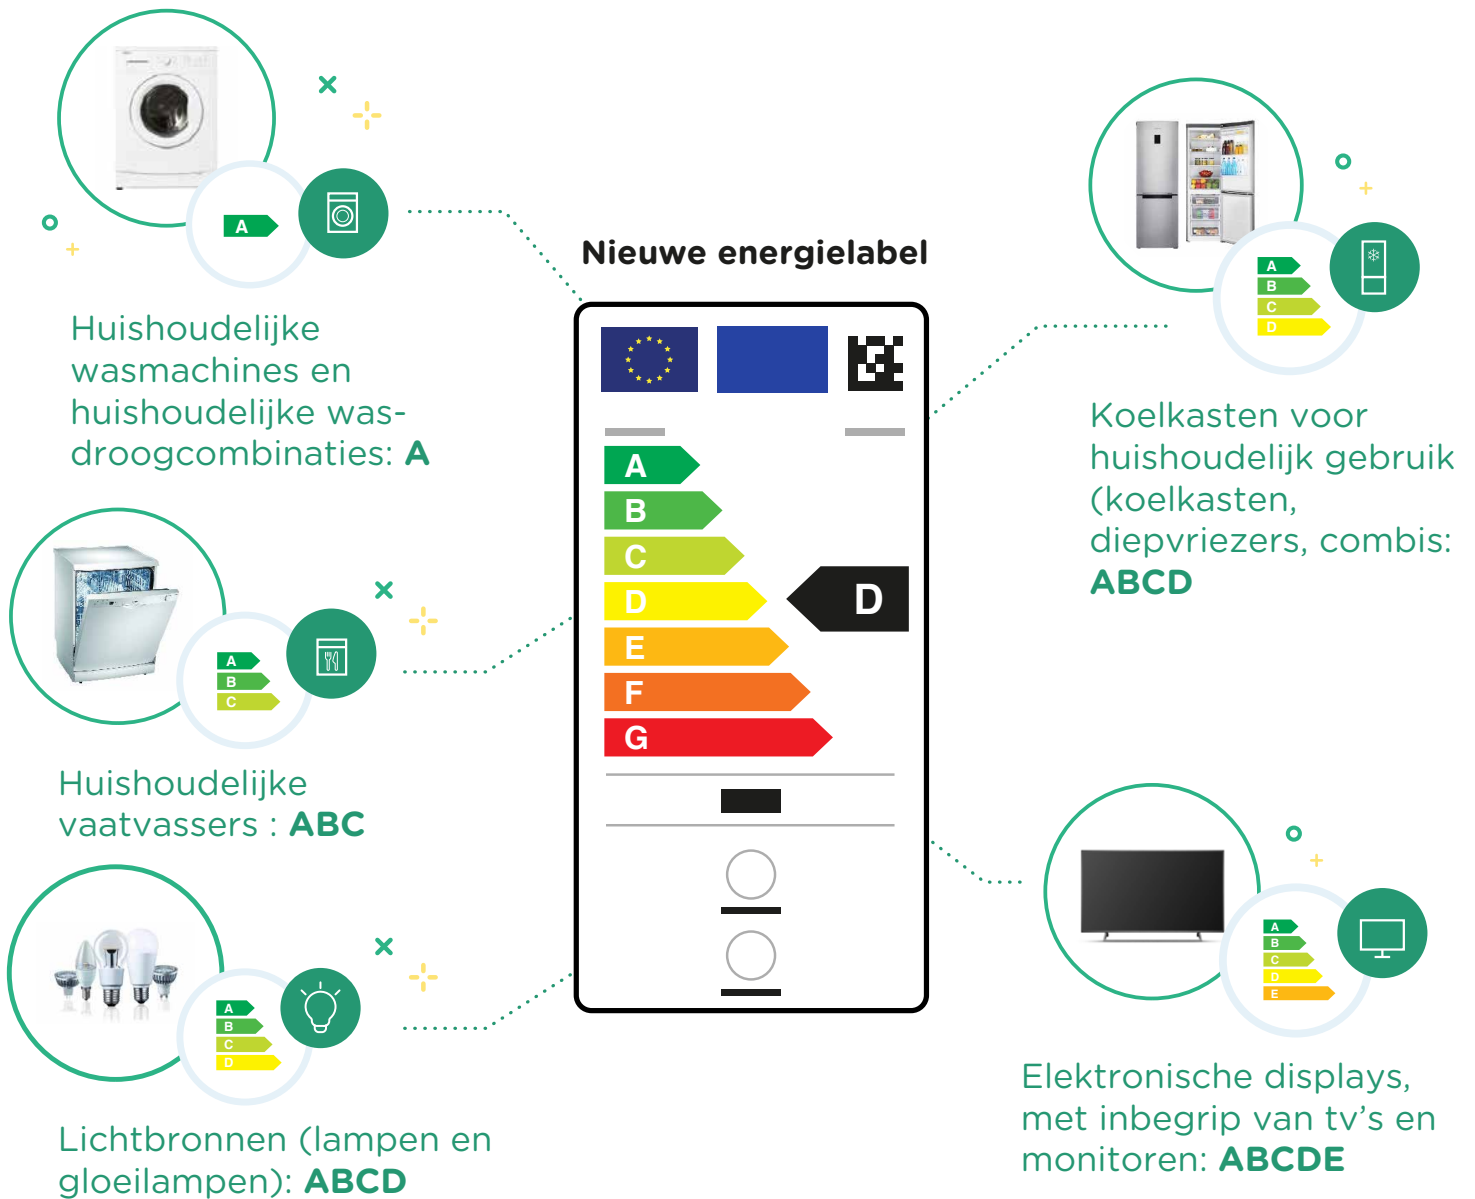 A
Huishoudelijke
wasmachines en
huishoudelijke was-
droogcombinaties: A
A
B
C
Huishoudelijke
vaatvassers : ABC
A
B
C
D
Lichtbronnen (lampen en
gloeilampen): ABCD
Nieuwe energielabel
A
B
C
D
D
E
F
G
A
B
C
D
Koelkasten voor
huishoudelijk gebruik
(koelkasten,
diepvriezers, combis:
ABCD
A
B
C
D
E
Elektronische displays,
met inbegrip van tv’s en
monitoren: ABCDE